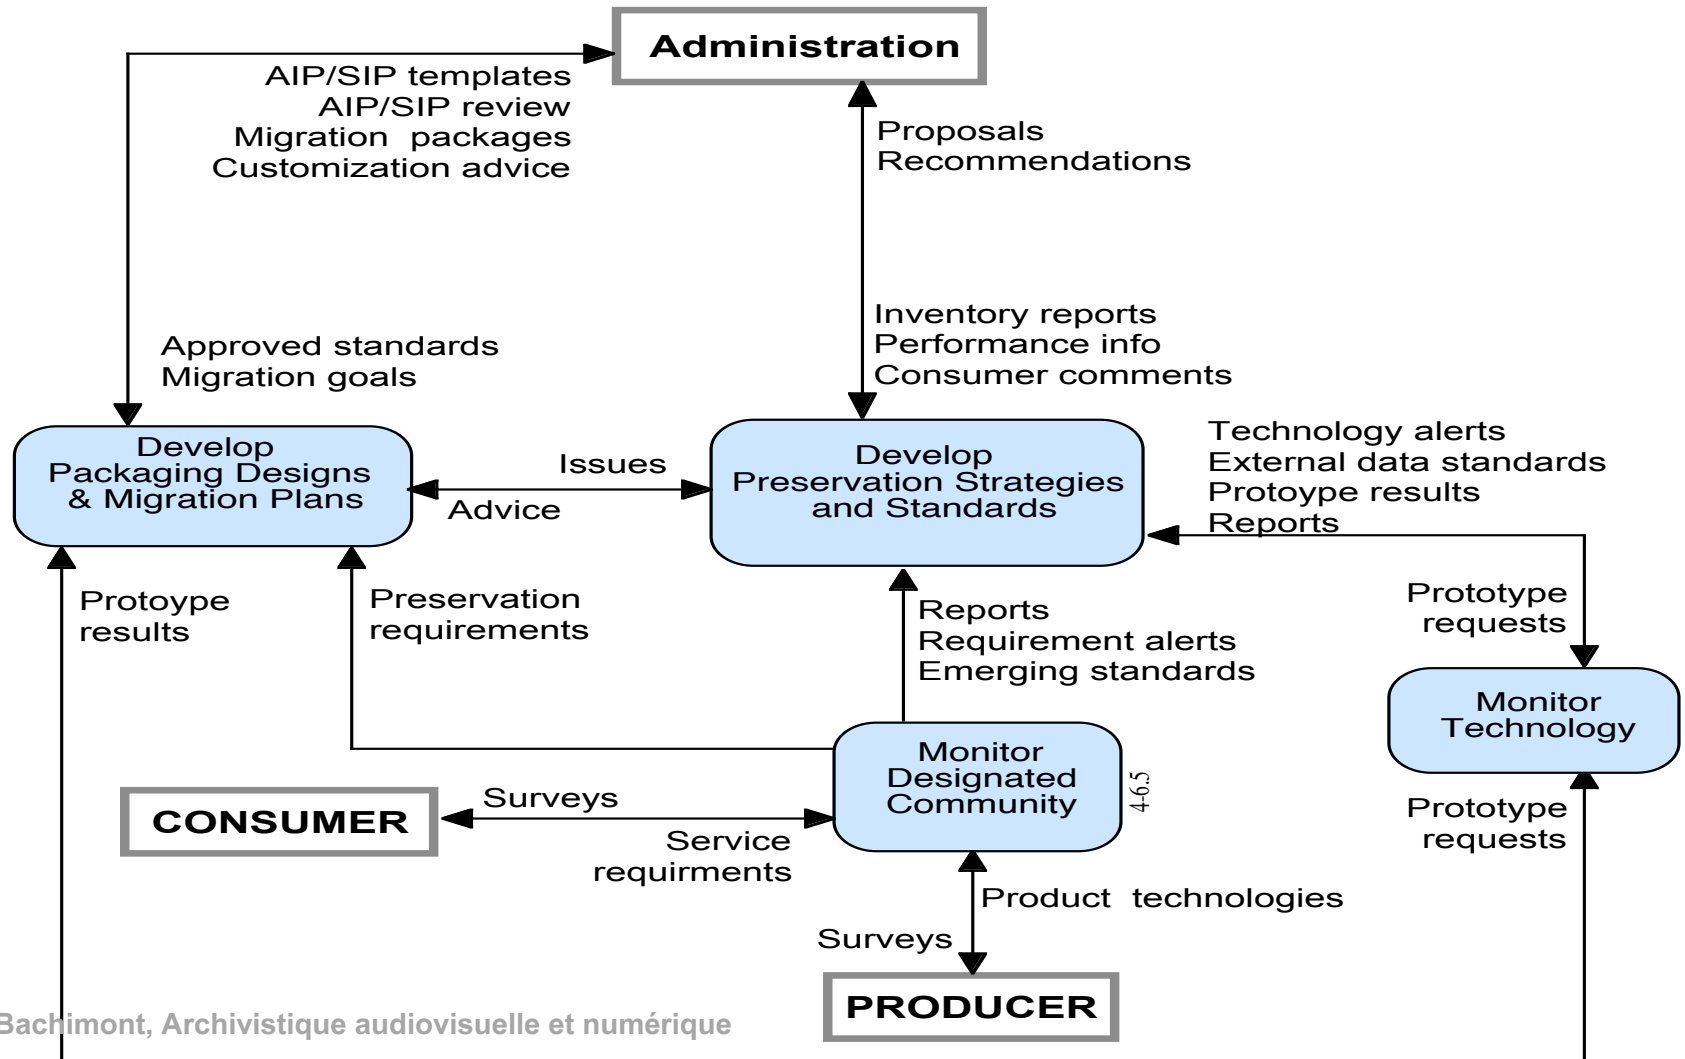 Administration
AIP/SIP templates
AIP/SIP review
Migration packages
Customization advice
Proposals
Recommendations
Inventory reports
Performance info
Consumer comments
Approved standards
Migration goals
Develop
Packaging Designs
& Migration Plans
Issues
Advice
Develop
Preservation Strategies
and Standards
Technology alerts
External data standards
Protoype results
Reports
Protoype
results
Preservation
requirements
Reports
Requirement alerts
Emerging standards
Prototype
requests
Monitor
Technology
Monitor
Designated
Community
4-6.5
CONSUMER
Surveys
Service
requirments
Prototype
requests
Product technologies
Surveys
PRODUCER
Bachimont, Archivistique audiovisuelle et numérique